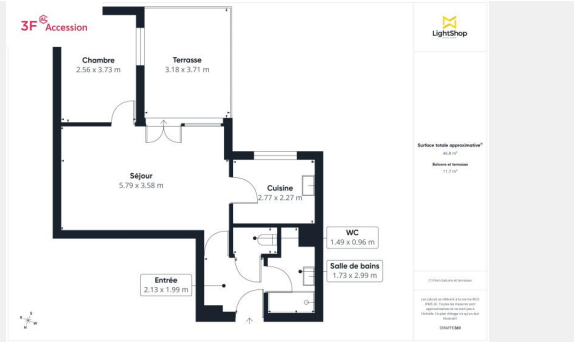 3F Accession
Chambre
2.56 x 3.73 m
Terrasse
3.18 x 3.71 m
Séjour
5.79 x 3.58 m
Cuisine
2.77 x 2.27 m
WC
1.49 x 0.96 m
Salle de bains
1.73 x 2.99 m
Entrée
2.13 x 1.99 m
LightShop
Surface totale approximative
Balcons et terrasses
11.7 m²
GIRAFFE360